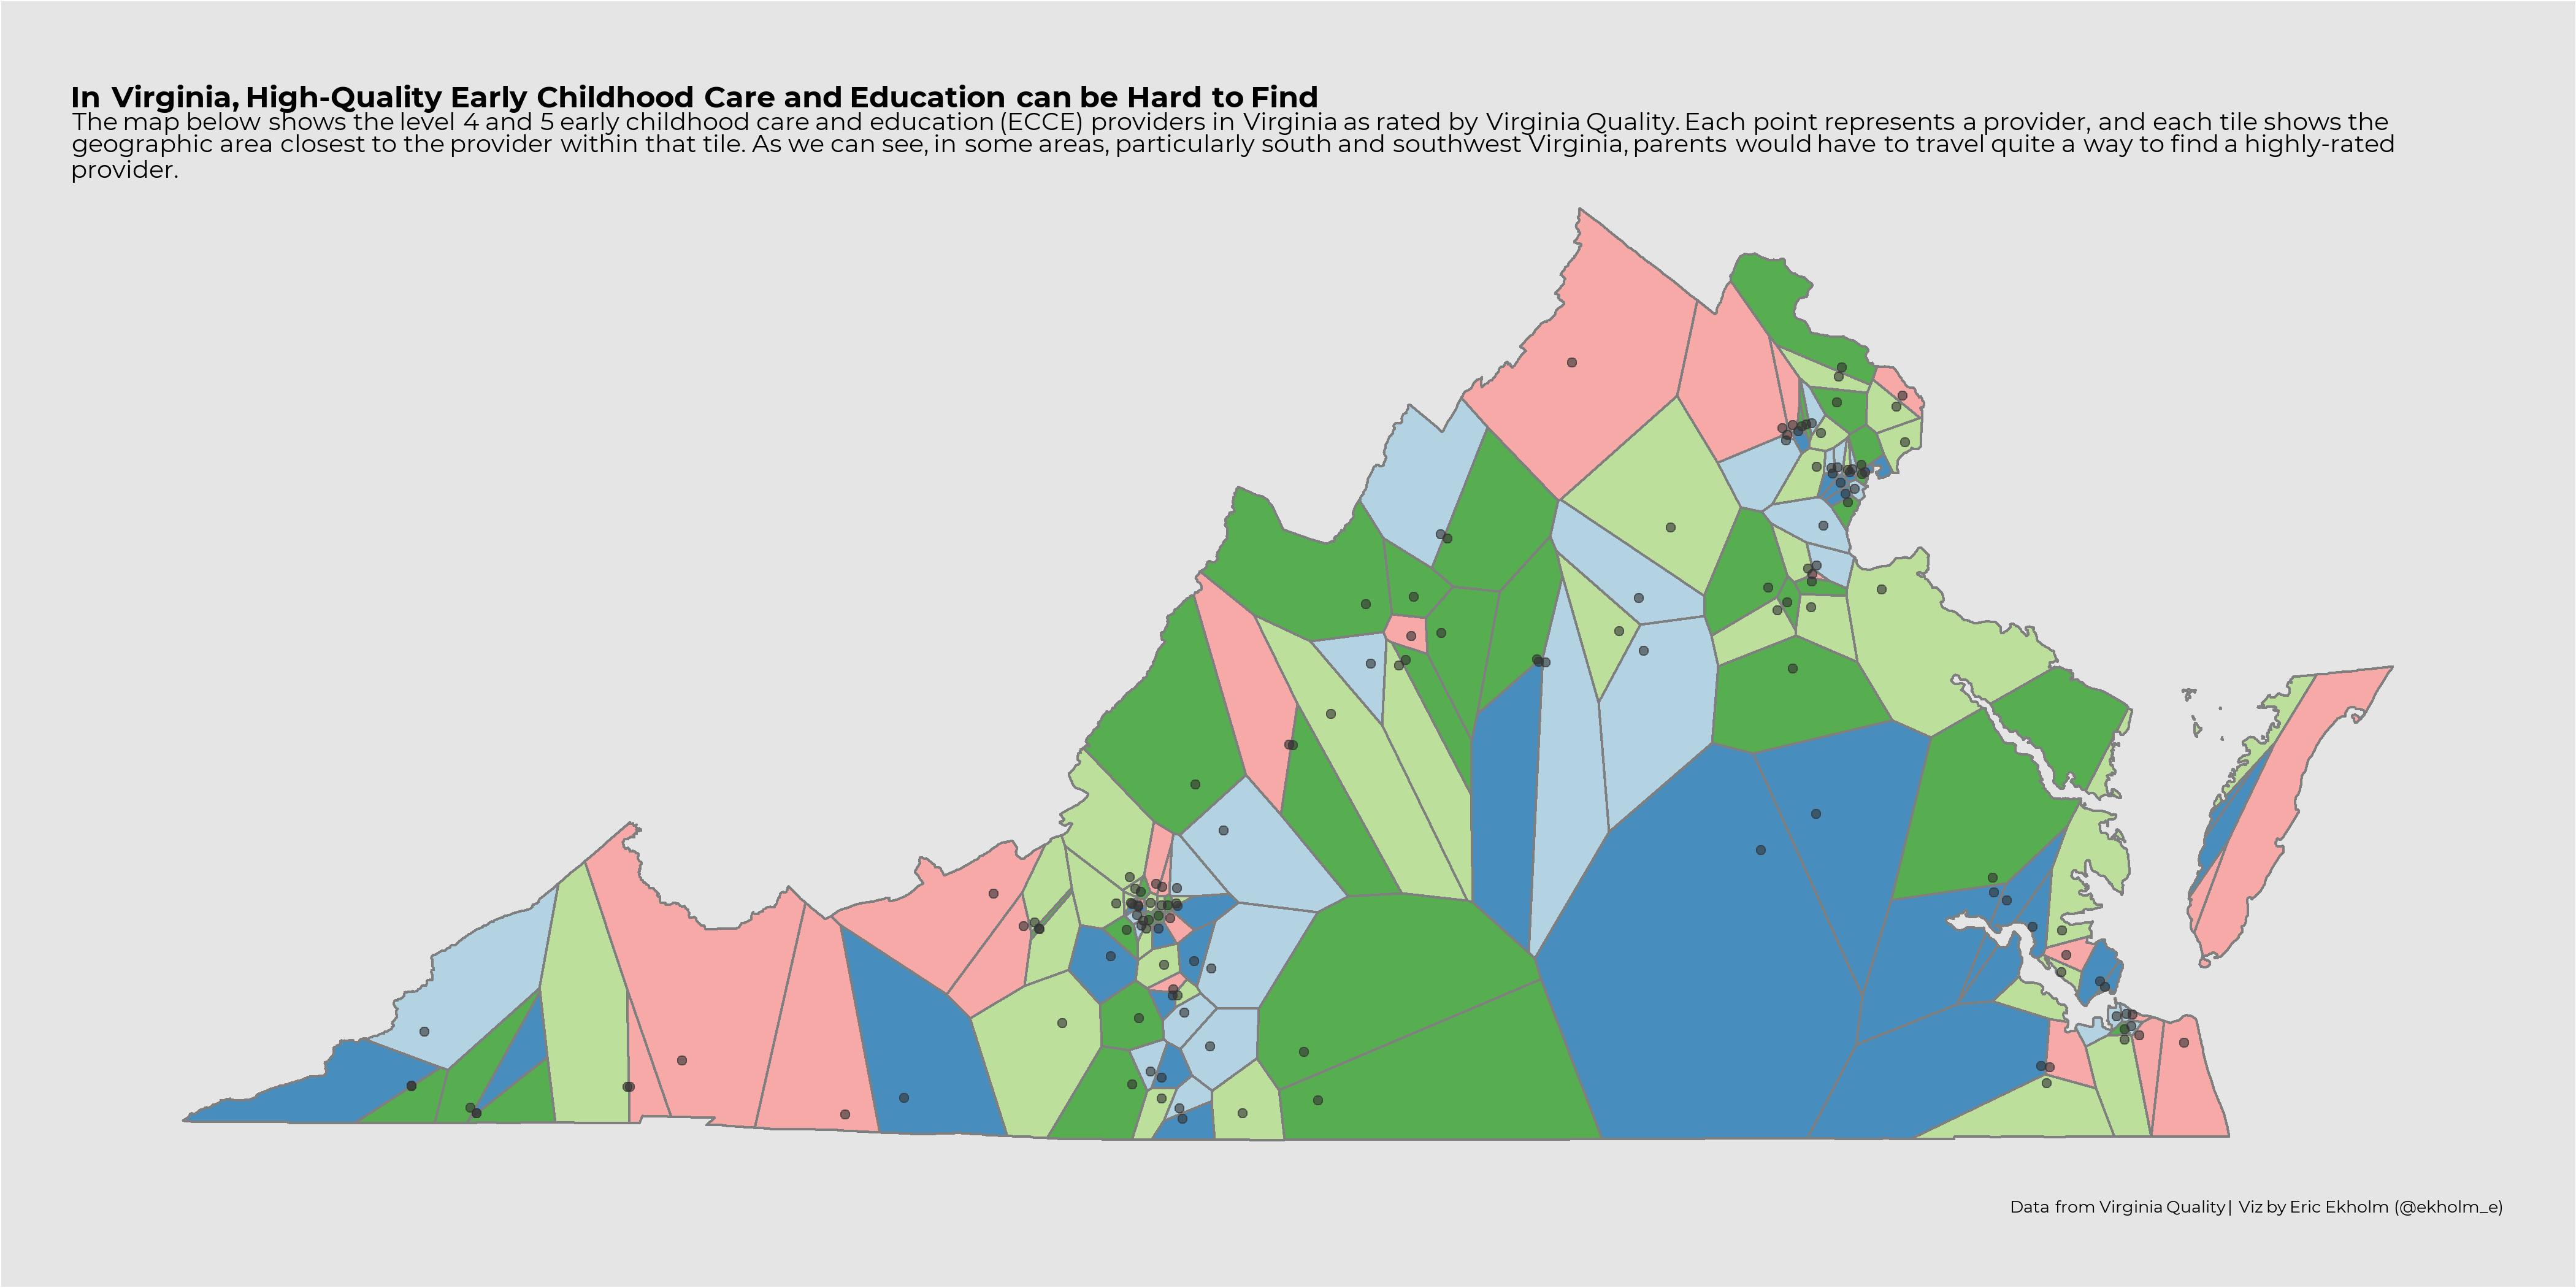 In Virginia, High-Quality Early Childhood Care and Education can be Hard to Find
The map below shows the level 4 and 5 early childhood care and education (ECCE) providers in Virginia as rated by Virginia Quality. Each point represents a provider, and each tile shows the
geographic area closest to the provider within that tile. As we can see, in some areas, particularly south and southwest Virginia, parents would have to travel quite a way to find a highly-rated
provider.
Data from Virginia Quality | Viz by Eric Ekholm (@ekholm_e)